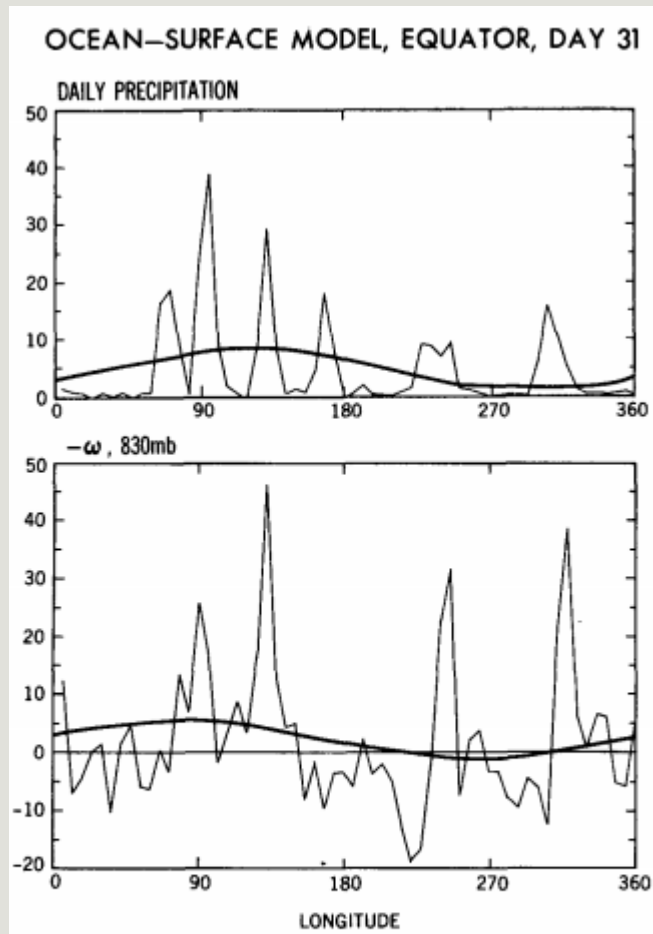 OCEAN—SURFACE MODEL, EQUATOR, DAY 31
DAILY PRECIPITATION
50
40
30
20
10
0
0 90 180 270 360
−ω, 830mb
50
40
30
20
10
0
-10
-20
0 90 180 270 360
LONGITUDE